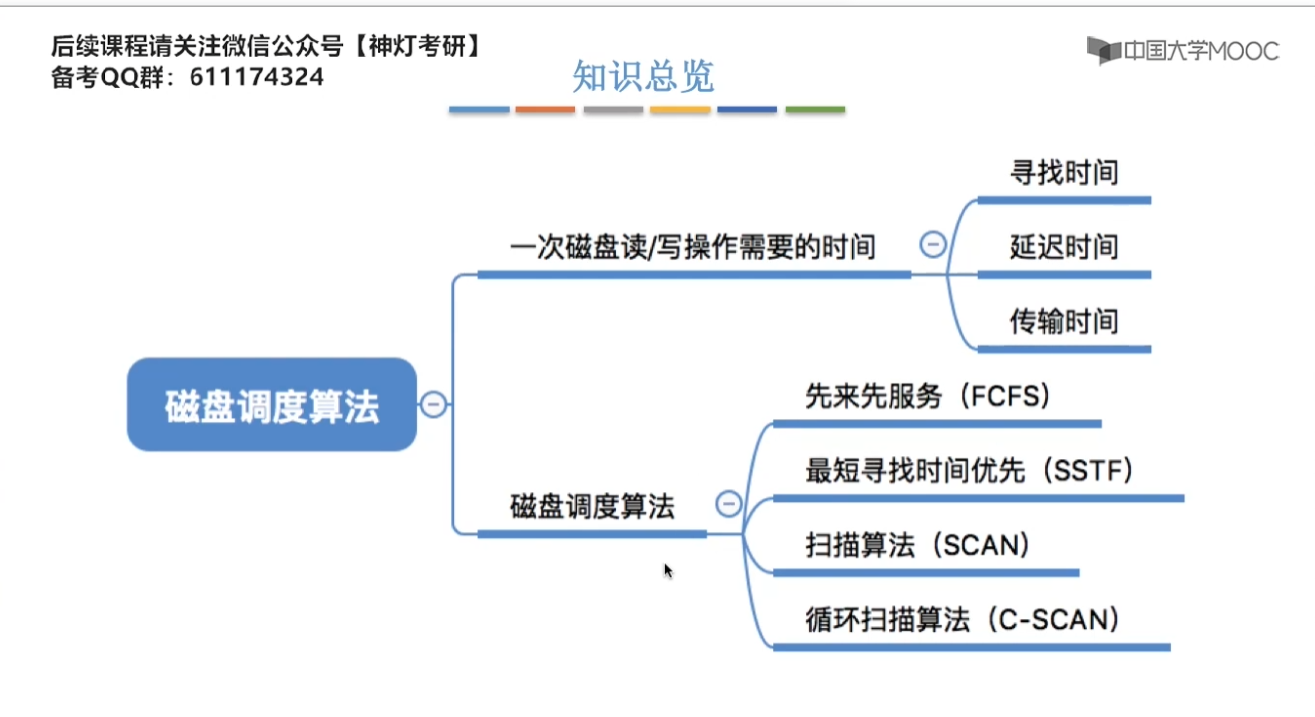 后续课程请关注微信公众号【神灯考研】
备考QQ群：611174324
中国大学MOOC
知识总览
寻找时间
一次磁盘读/写操作需要的时间
延迟时间
传输时间
磁盘调度算法
先来先服务（FCFS）
最短寻找时间优先（SSTF）
磁盘调度算法
扫描算法（SCAN）
循环扫描算法（C-SCAN）